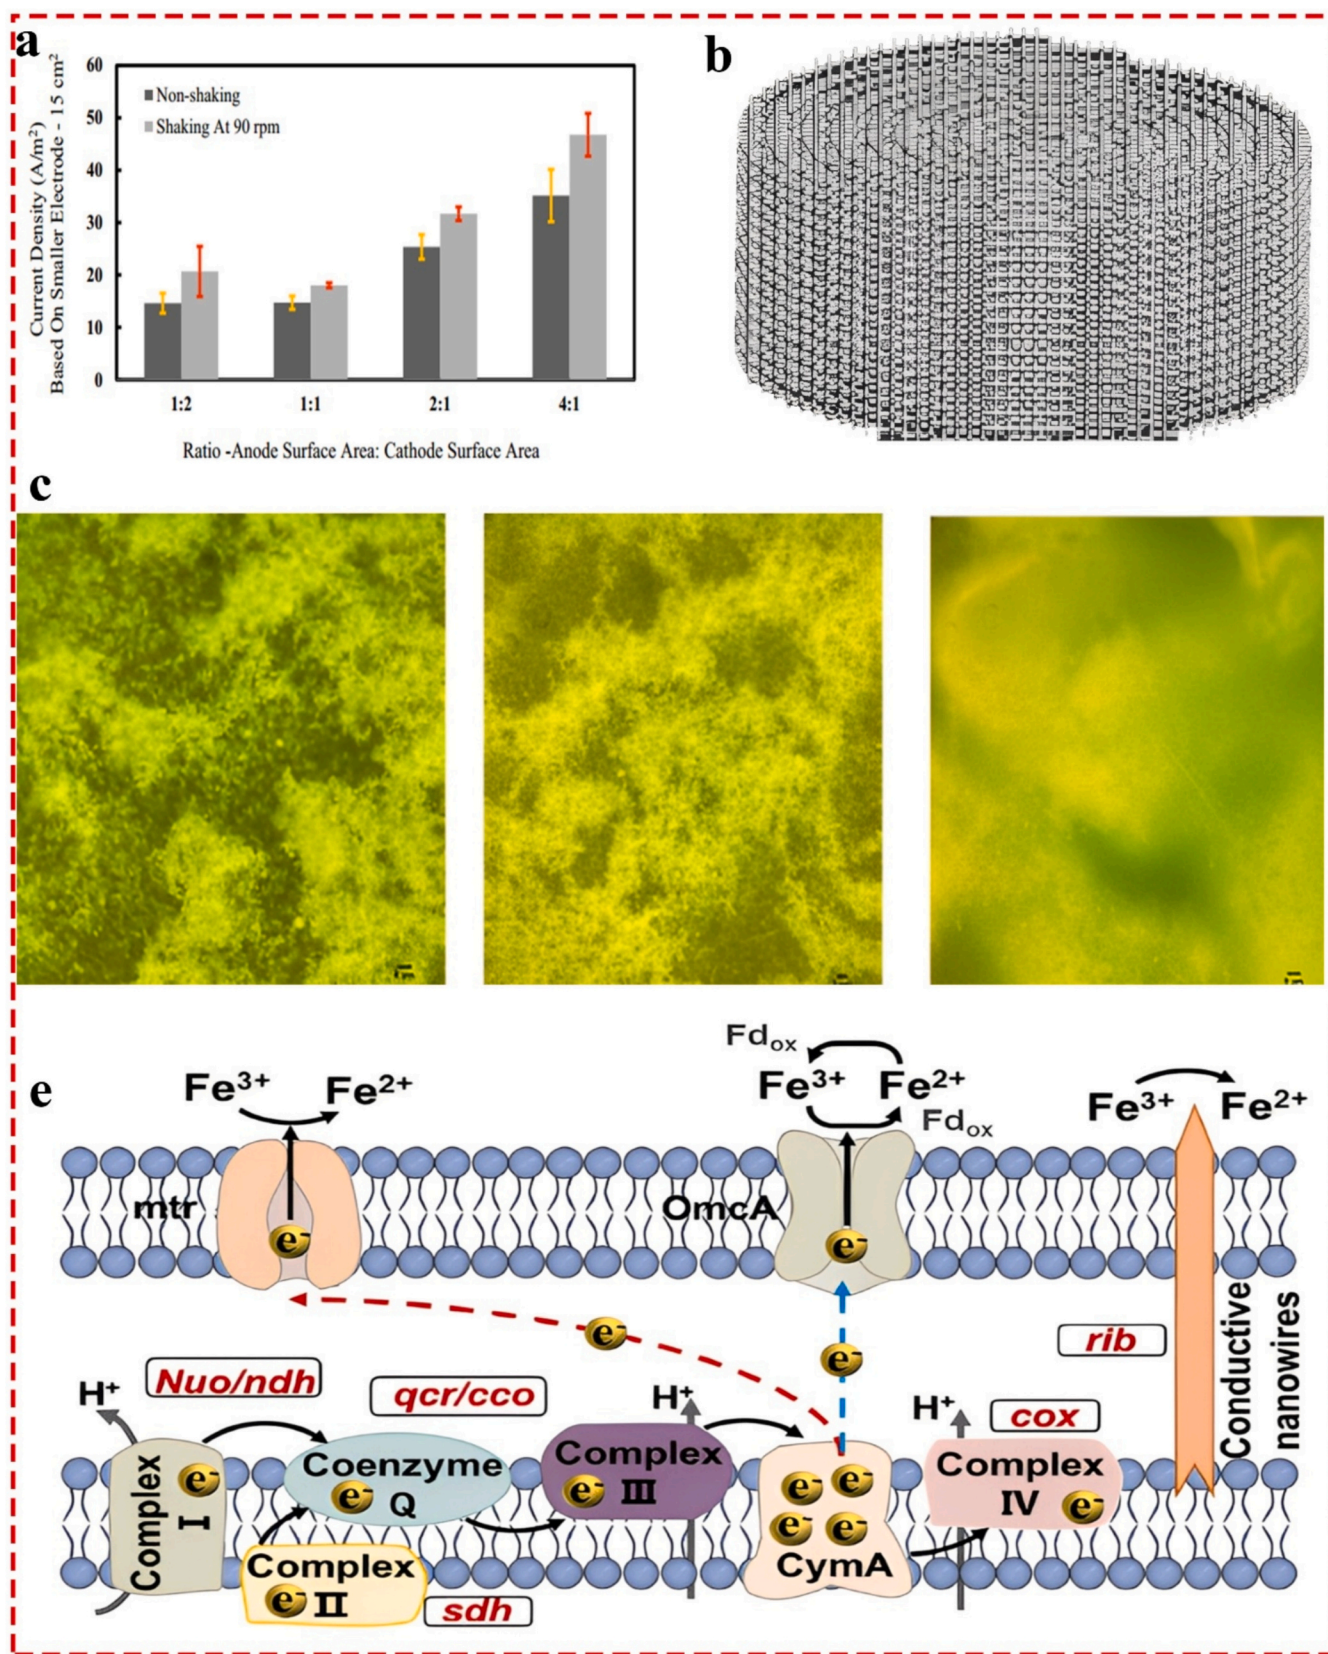 a
Current Density (A/m²)
Based On Smaller Electrode - 15 cm²
60
50
40
30
20
10
0
Non-shaking
Shaking At 90 rpm
1:2
1:1
2:1
4:1
Ratio -Anode Surface Area: Cathode Surface Area
b
c
e
Fe³⁺
Fe²⁺
Fdₒₓ
Fe³⁺
Fe²⁺
Fdₒₓ
Fe³⁺
Fe²⁺
mtr
e⁻
OmcA
e⁻
e⁻
e⁻
rib
Conductive
nanowires
H⁺
Nuo/ndh
qcr/cco
H⁺
H⁺
cox
Complex
I
e⁻
Coenzyme
e⁻ Q
Complex
e⁻ III
e⁻ e⁻
e⁻ e⁻
CymA
Complex
IV e⁻
Complex
e⁻ II
sdh